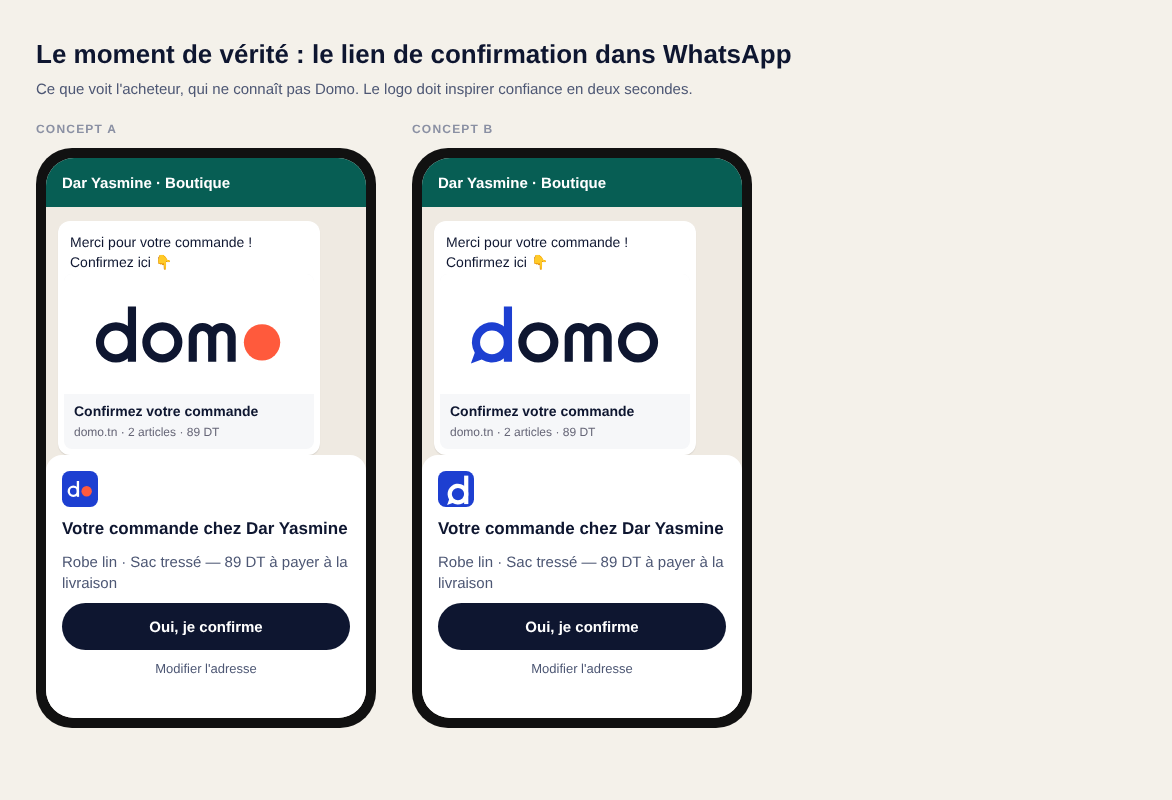 Le moment de vérité : le lien de confirmation dans WhatsApp
Ce que voit l'acheteur, qui ne connaît pas Domo. Le logo doit inspirer confiance en deux secondes.
CONCEPT A
Dar Yasmine · Boutique
Merci pour votre commande !
Confirmez ici 👇
domo
Confirmez votre commande
domo.tn · 2 articles · 89 DT
do
Votre commande chez Dar Yasmine
Robe lin · Sac tressé — 89 DT à payer à la
livraison
Oui, je confirme
Modifier l'adresse
CONCEPT B
Dar Yasmine · Boutique
Merci pour votre commande !
Confirmez ici 👇
domo
Confirmez votre commande
domo.tn · 2 articles · 89 DT
d
Votre commande chez Dar Yasmine
Robe lin · Sac tressé — 89 DT à payer à la
livraison
Oui, je confirme
Modifier l'adresse